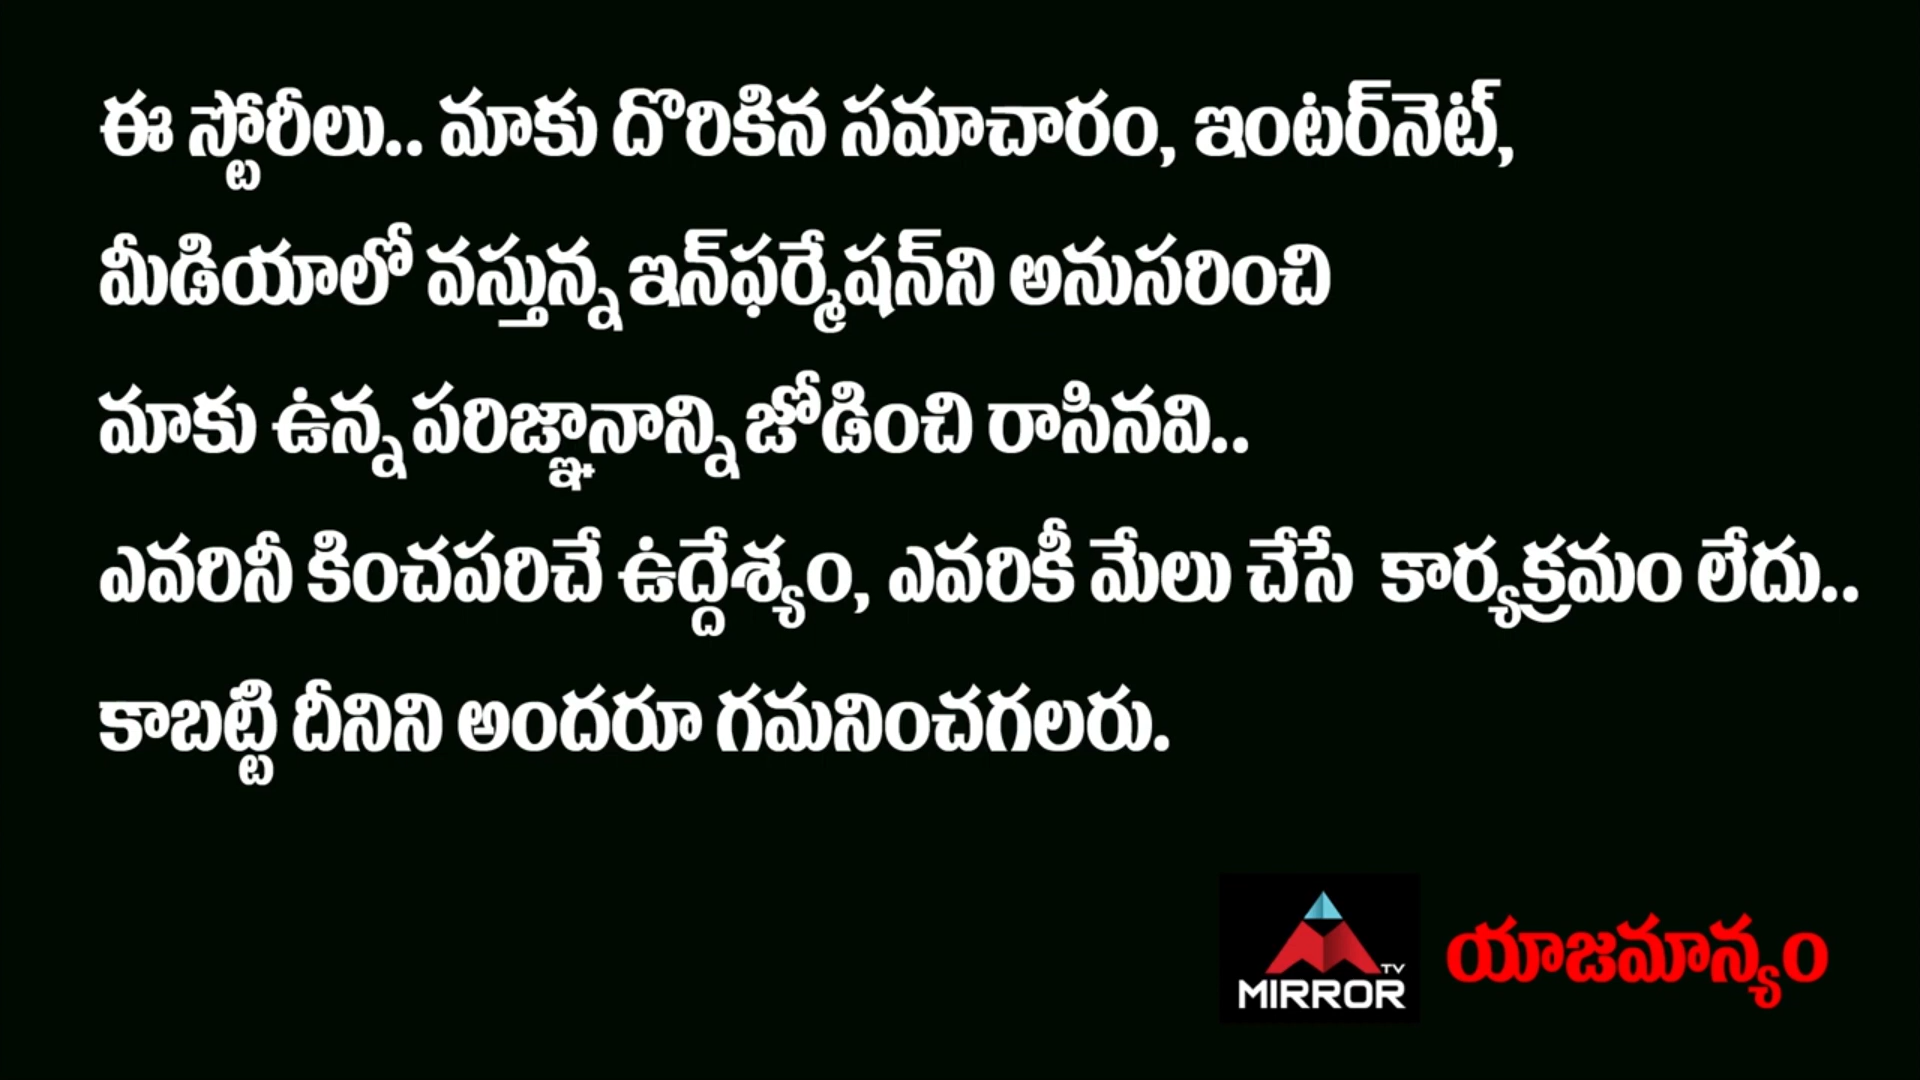 ఈ స్టోరీలు.. మాకు దొరికిన సమాచారం, ఇంటర్‌నెట్,
మీడియాలో వస్తున్న ఇన్‌ఫర్మేషన్‌ని అనుసరించి
మాకు ఉన్న పరిజ్ఞానాన్ని జోడించి రాసినవి..
ఎవరినీ కించపరిచే ఉద్దేశ్యం, ఎవరికీ మేలు చేసే కార్యక్రమం లేదు..
కాబట్టి దీనిని అందరూ గమనించగలరు.
TV
MIRROR
యాజమాన్యం